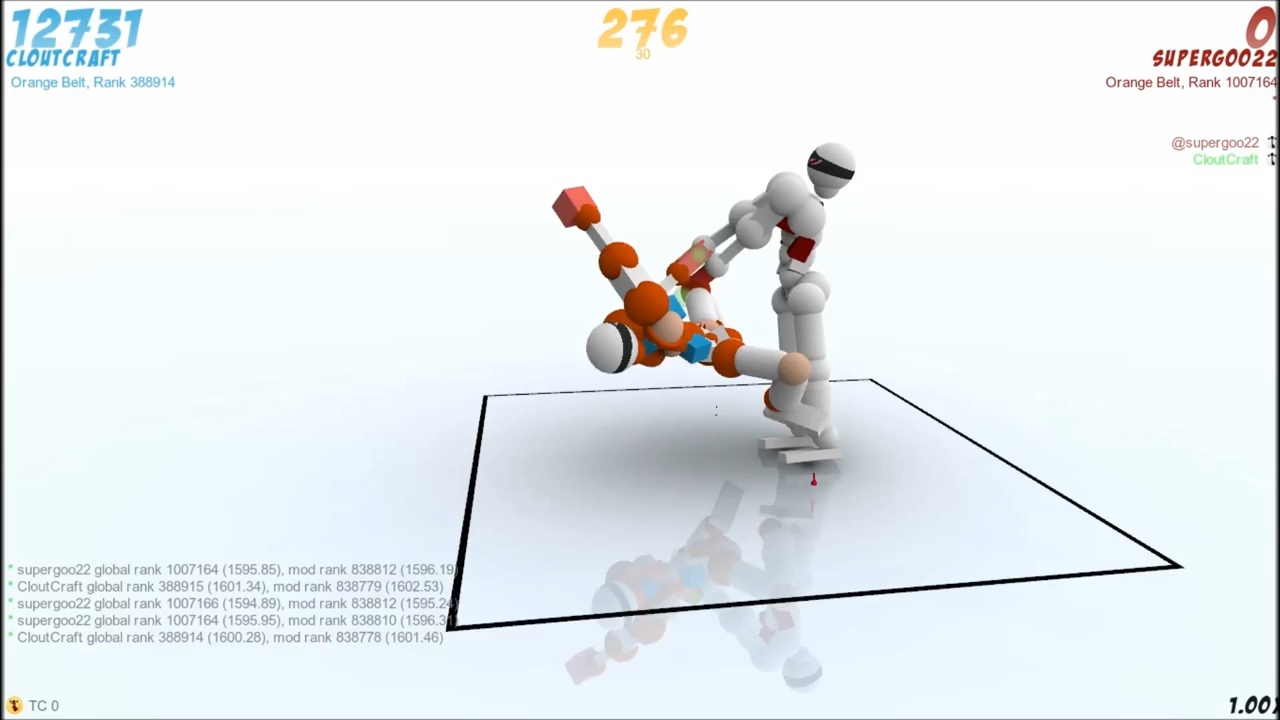 12731
CLOUTCRAFT
Orange Belt, Rank 388914
276
30
0
SUPERGOO22
Orange Belt, Rank 1007164
@supergoo22
CloutCraft
* supergoo22 global rank 1007164 (1595.85), mod rank 838812 (1596.19)
* CloutCraft global rank 388915 (1601.34), mod rank 838779 (1602.53)
* supergoo22 global rank 1007166 (1594.89), mod rank 838812 (1595.24
* supergoo22 global rank 1007164 (1595.95), mod rank 838810 (1596.3
* CloutCraft global rank 388914 (1600.28), mod rank 838778 (1601.46)
TC 0
1.00